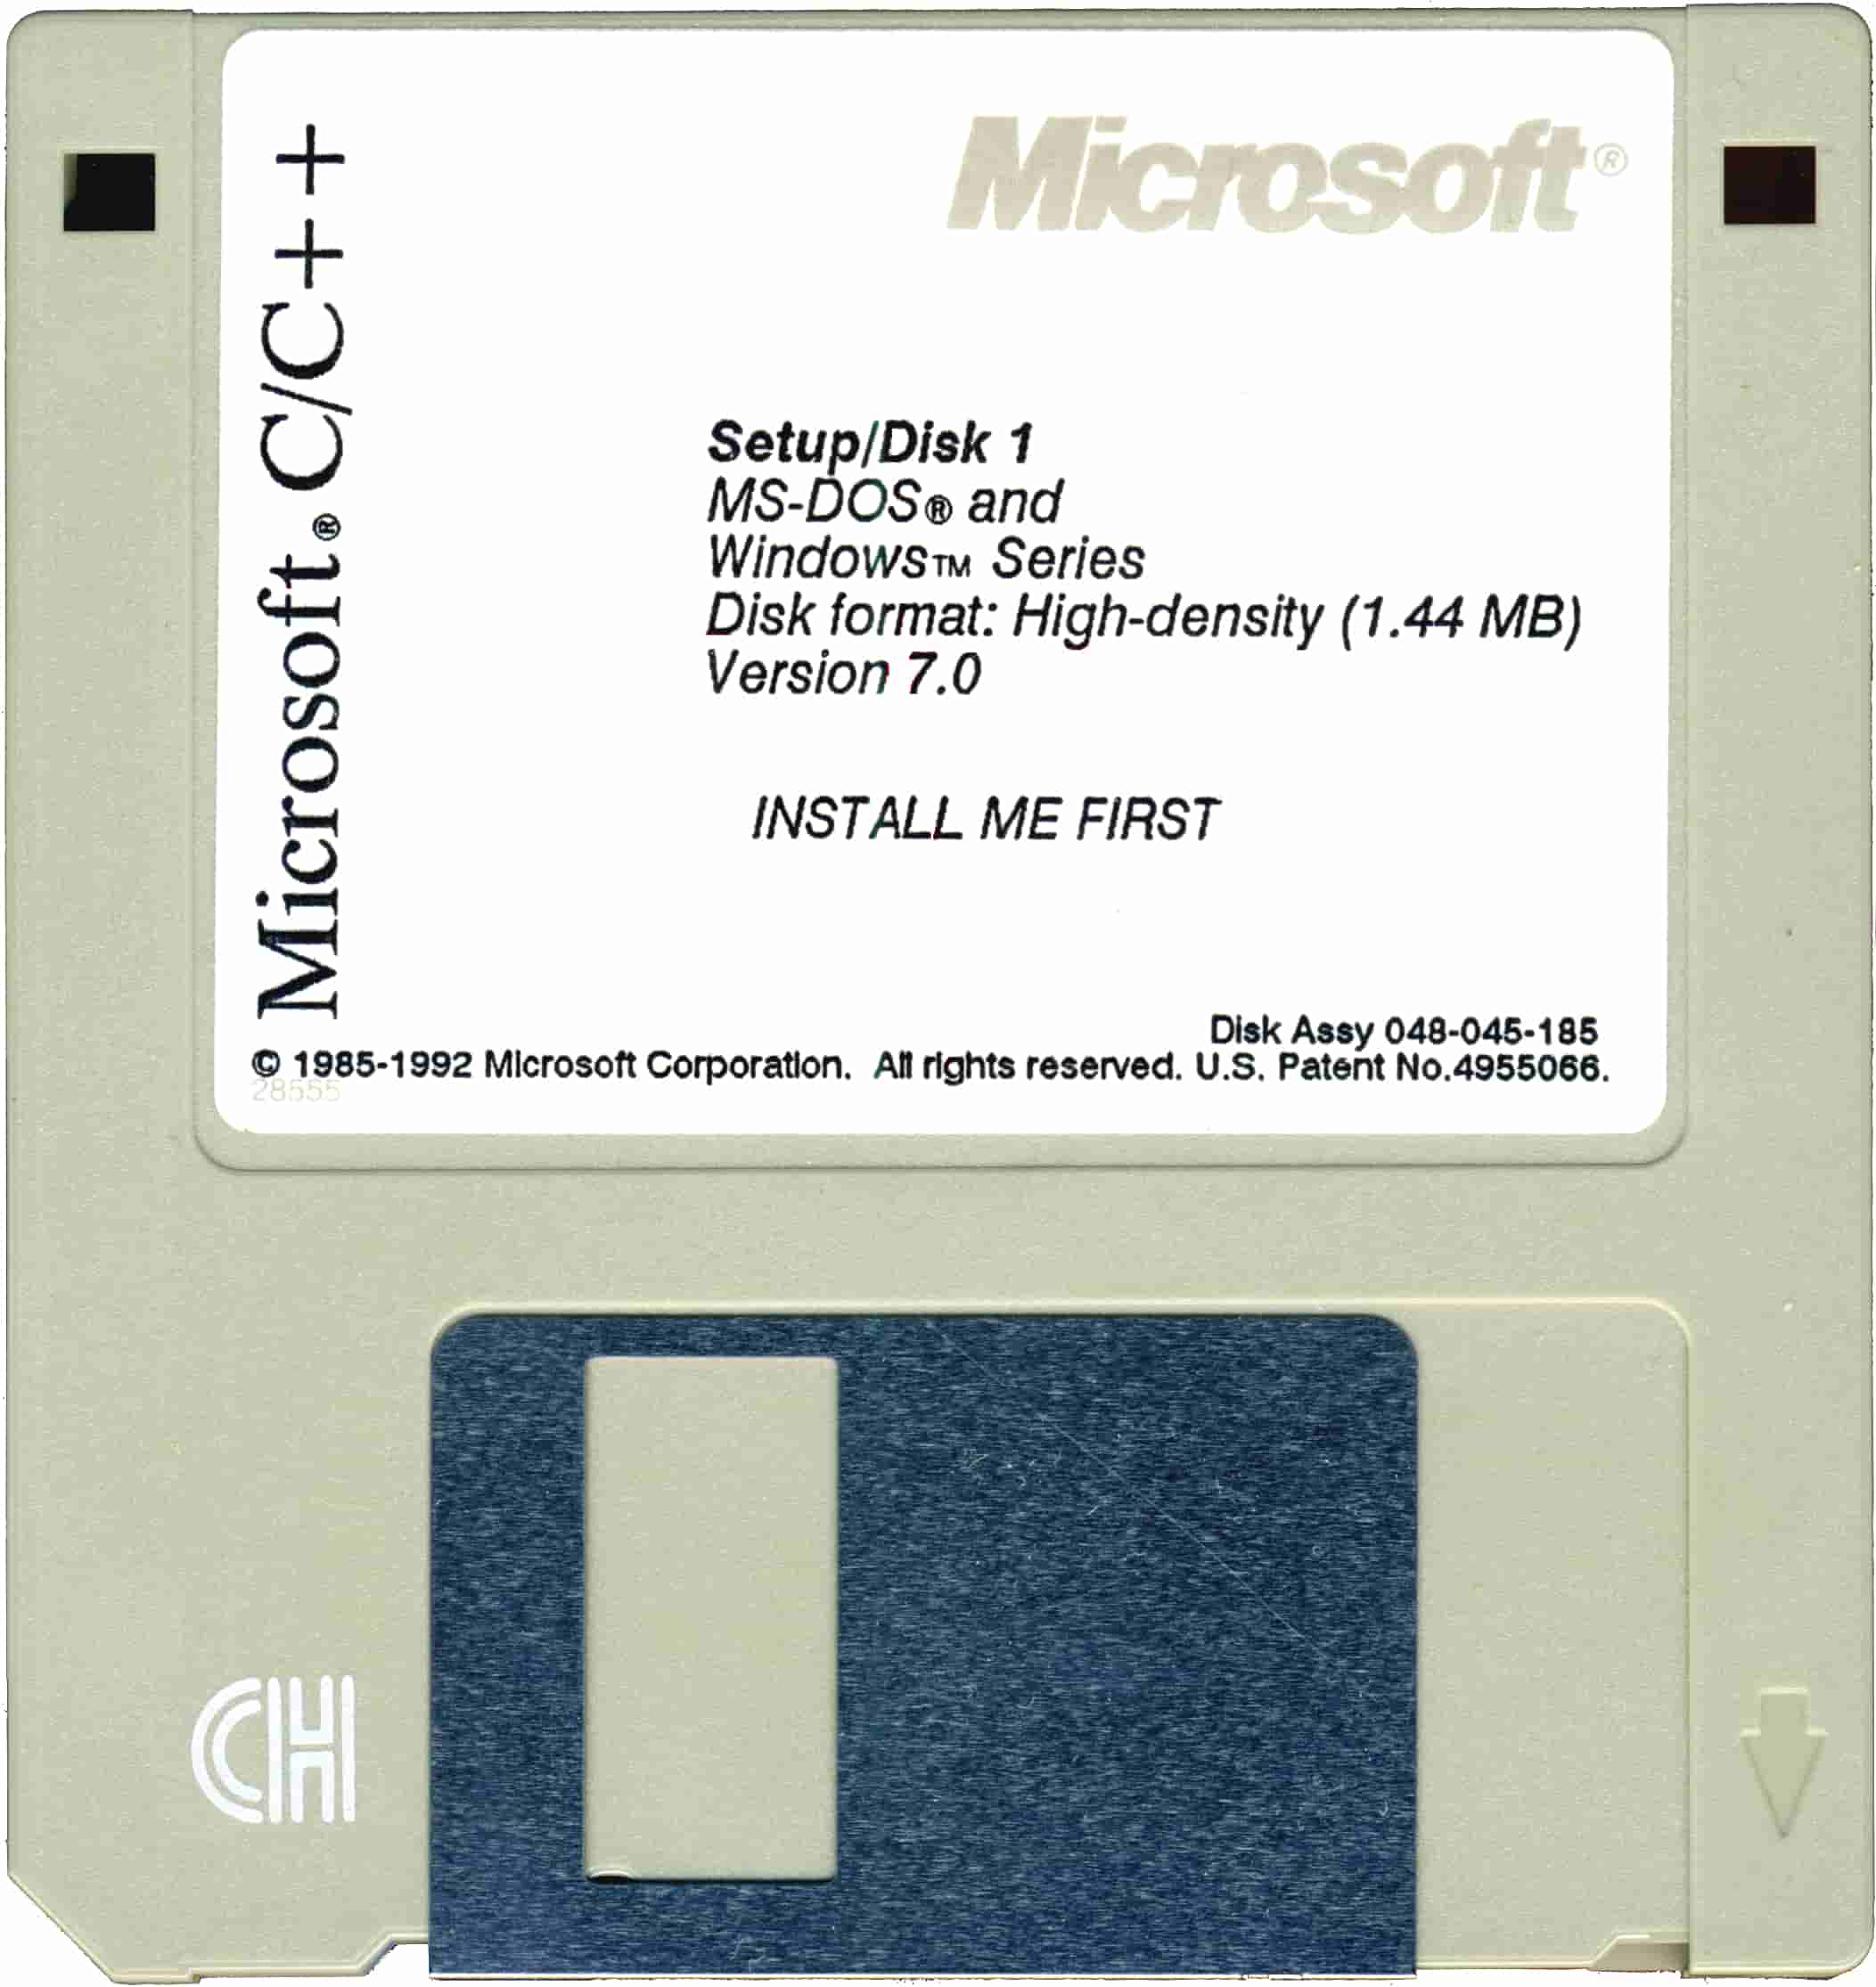 Microsoft® C/C++
Microsoft®
Setup/Disk 1
MS-DOS® and
Windows™ Series
Disk format: High-density (1.44 MB)
Version 7.0
INSTALL ME FIRST
Disk Assy 048-045-185
© 1985-1992 Microsoft Corporation. All rights reserved. U.S. Patent No.4955066.
28555
CH